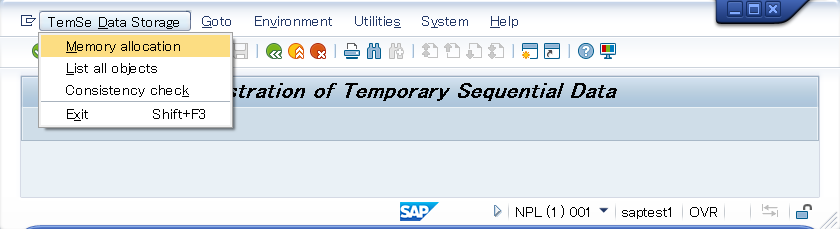 TemSe Data Storage Goto Environment Utilities System Help
Memory allocation
List all objects
Consistency check
Exit Shift+F3
stration of Temporary Sequential Data
SAP NPL (1) 001 saptest1 OVR